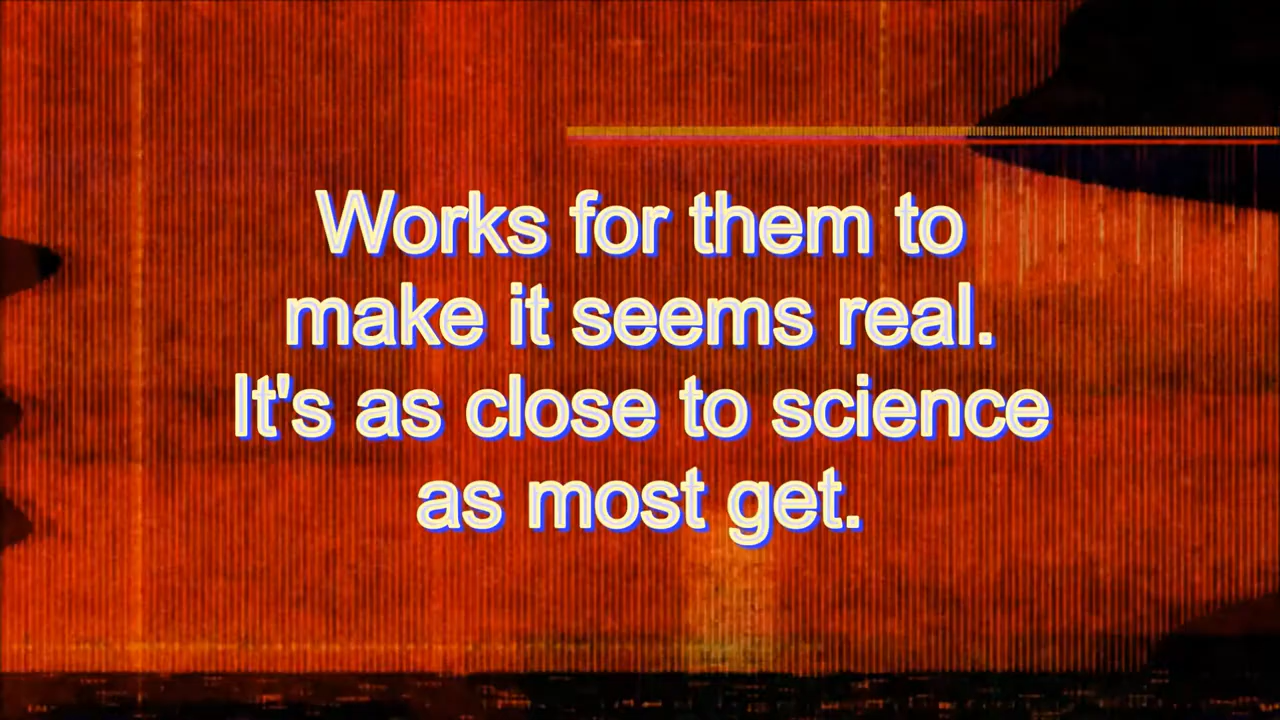 Works for them to
make it seems real.
It's as close to science
as most get.